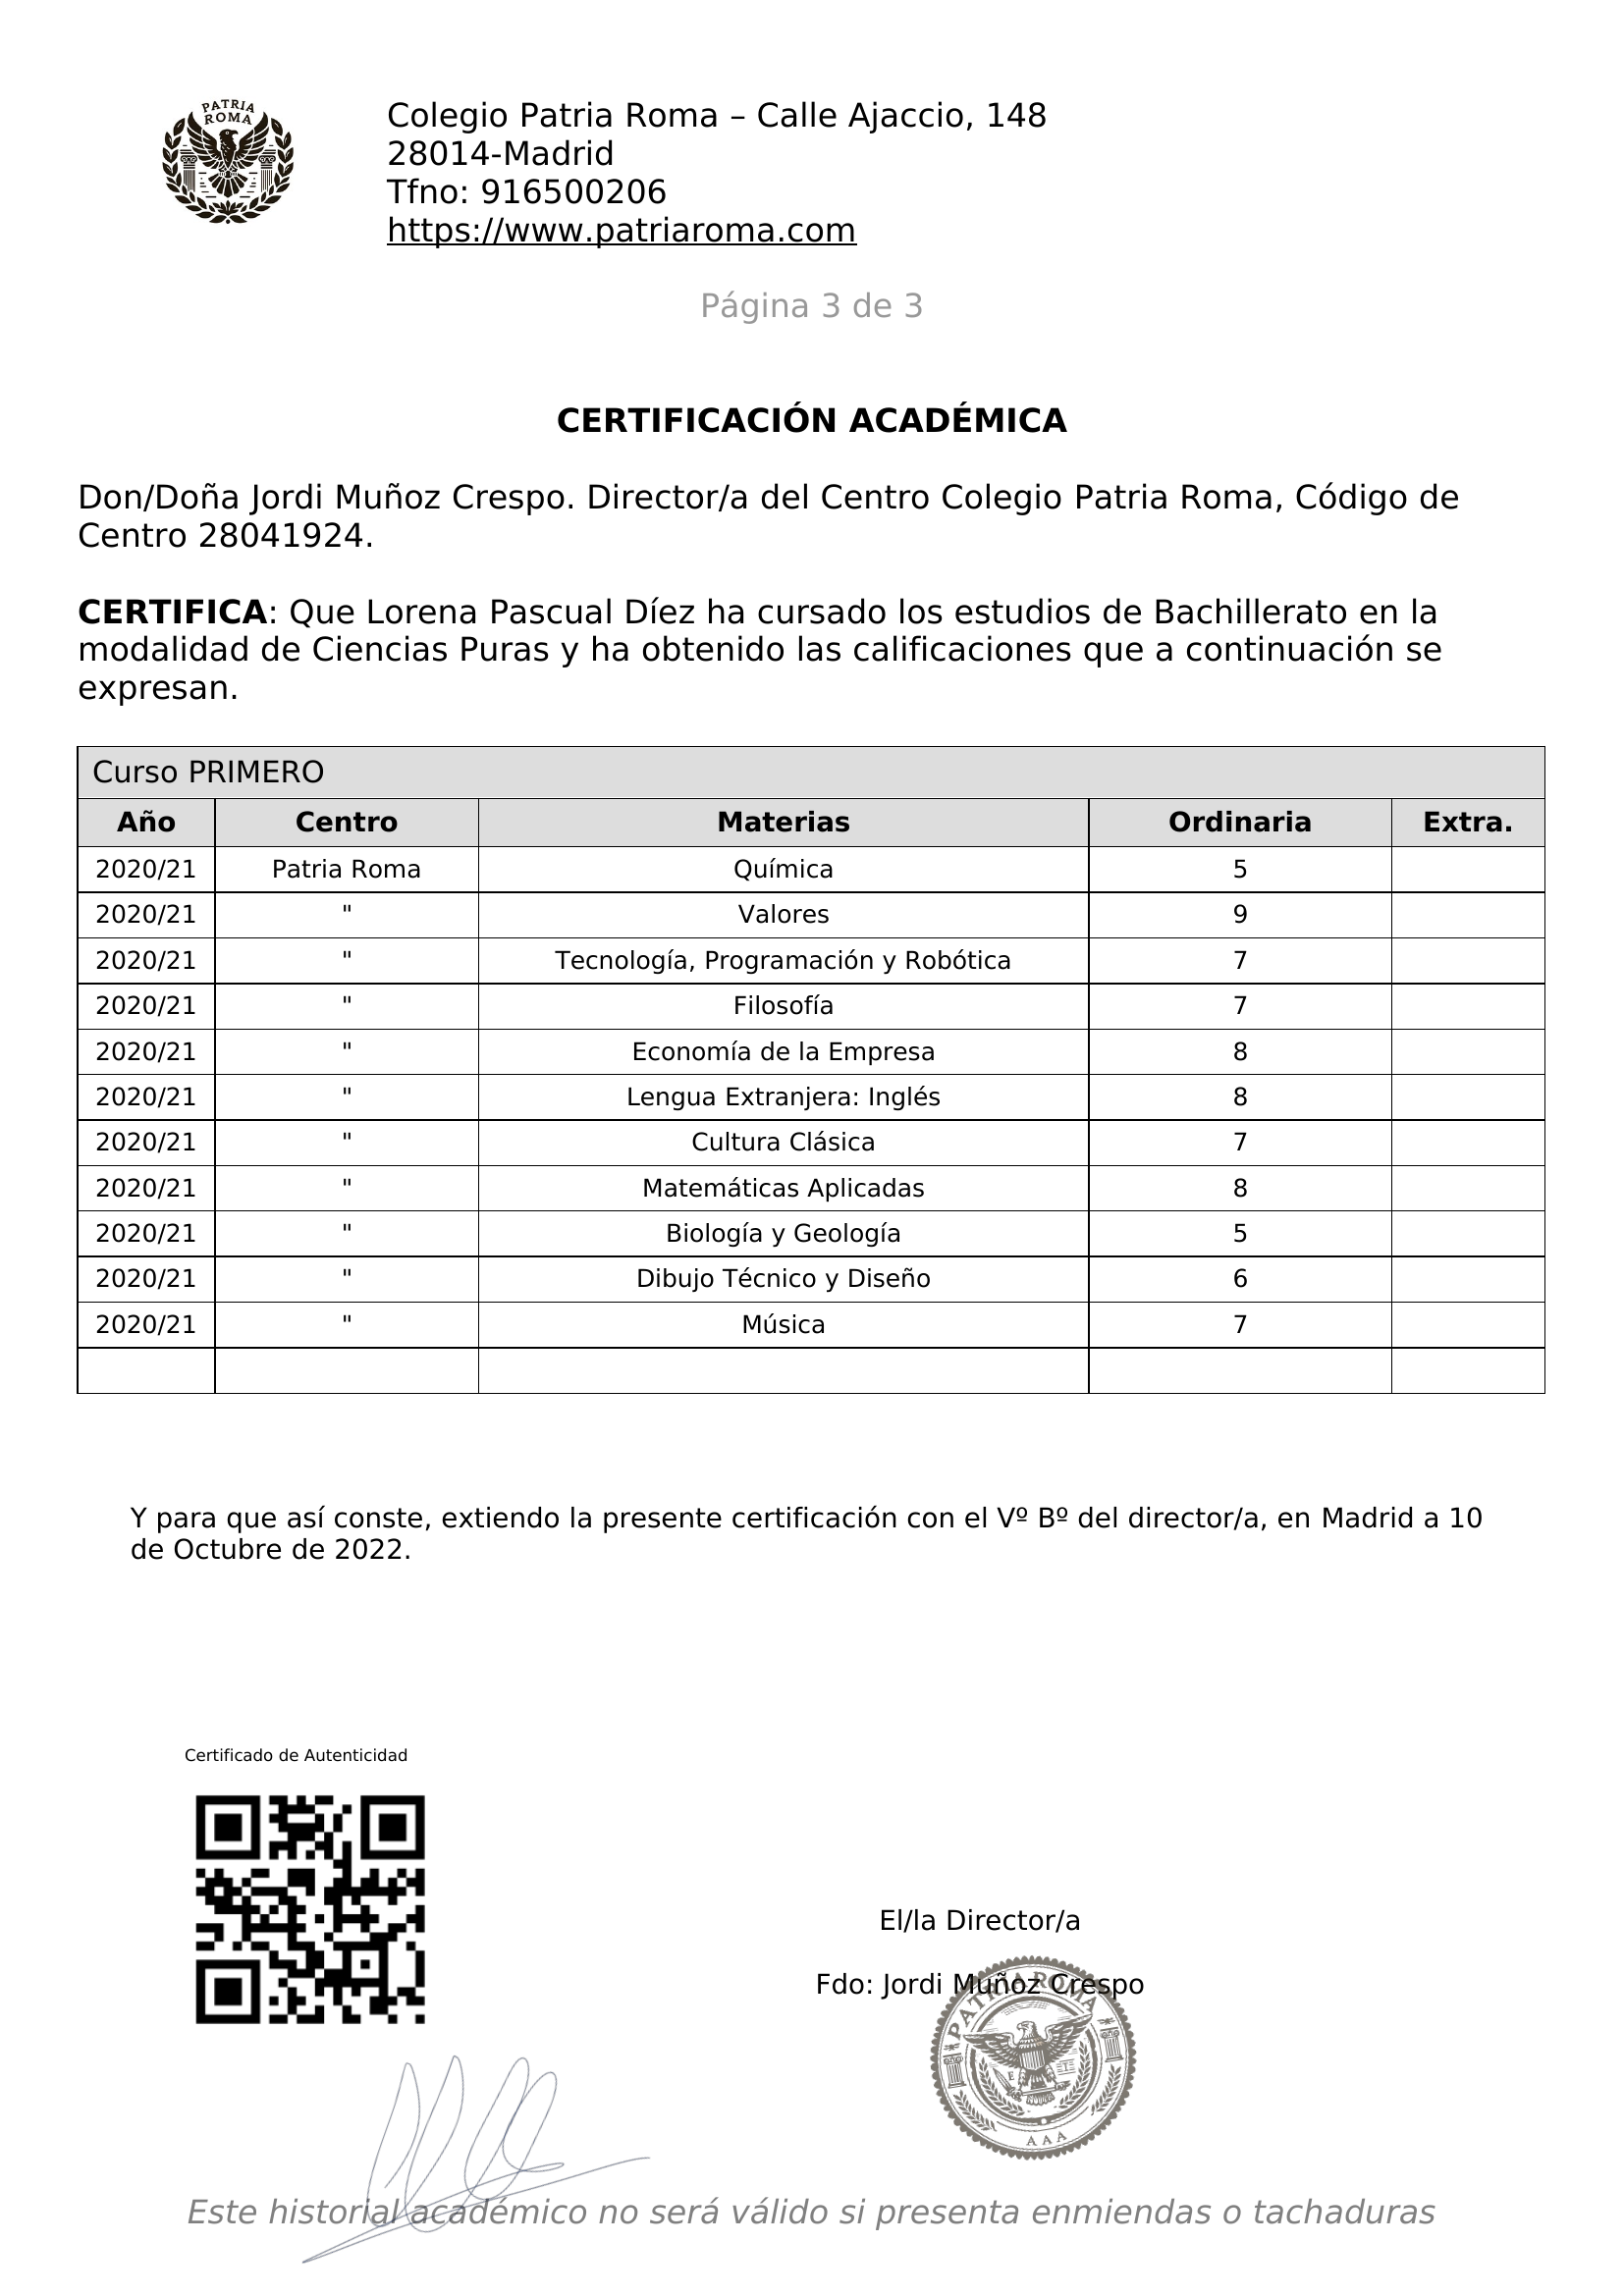 PATRIA
ROMA
Colegio Patria Roma – Calle Ajaccio, 148
28014-Madrid
Tfno: 916500206
https://www.patriaroma.com
Página 3 de 3
CERTIFICACIÓN ACADÉMICA
Don/Doña Jordi Muñoz Crespo. Director/a del Centro Colegio Patria Roma, Código de
Centro 28041924.
CERTIFICA: Que Lorena Pascual Díez ha cursado los estudios de Bachillerato en la
modalidad de Ciencias Puras y ha obtenido las calificaciones que a continuación se
expresan.
Curso PRIMERO
Año Centro Materias Ordinaria Extra.
2020/21 Patria Roma Química 5
2020/21 " Valores 9
2020/21 " Tecnología, Programación y Robótica 7
2020/21 " Filosofía 7
2020/21 " Economía de la Empresa 8
2020/21 " Lengua Extranjera: Inglés 8
2020/21 " Cultura Clásica 7
2020/21 " Matemáticas Aplicadas 8
2020/21 " Biología y Geología 5
2020/21 " Dibujo Técnico y Diseño 6
2020/21 " Música 7
Y para que así conste, extiendo la presente certificación con el Vº Bº del director/a, en Madrid a 10
de Octubre de 2022.
Certificado de Autenticidad
El/la Director/a
Fdo: Jordi Muñoz Crespo
PATRIA ROMA
AAA
Este historial académico no será válido si presenta enmiendas o tachaduras